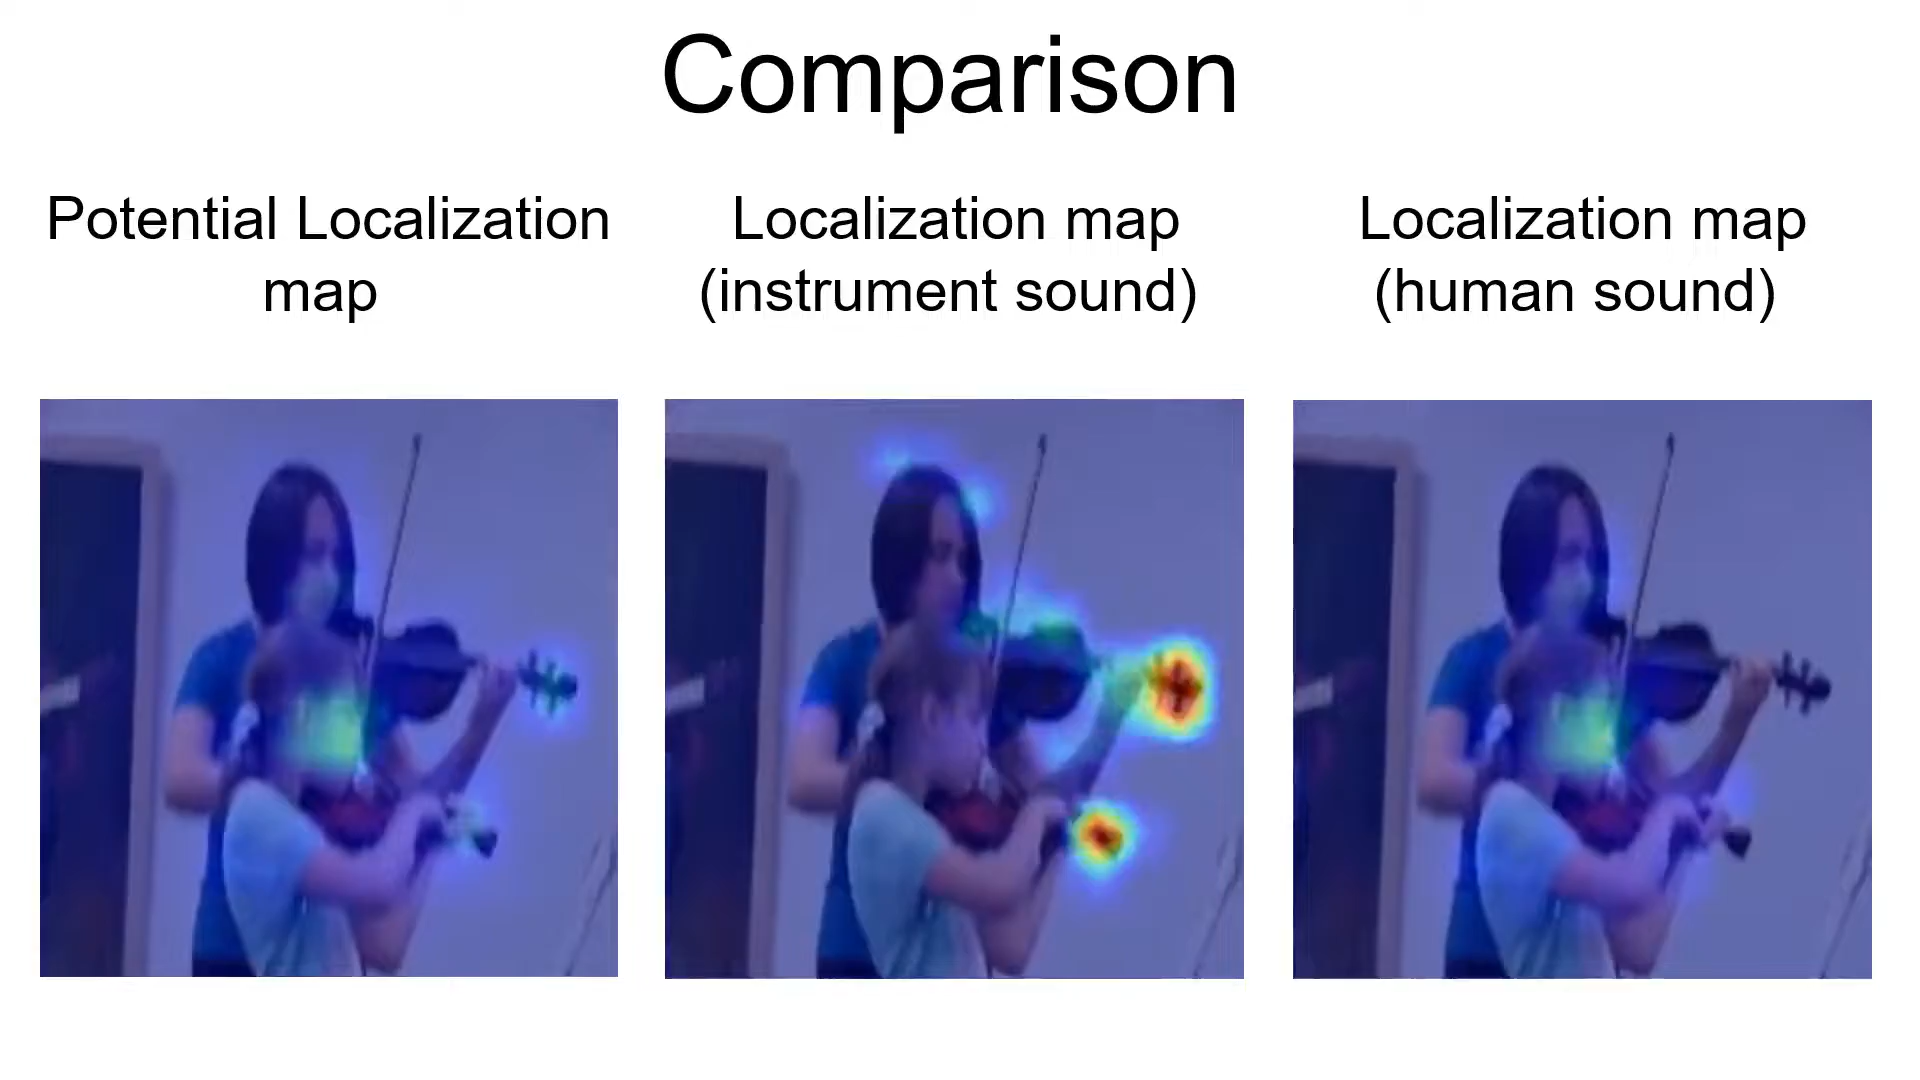 Comparison
Potential Localization
map
Localization map
(instrument sound)
Localization map
(human sound)